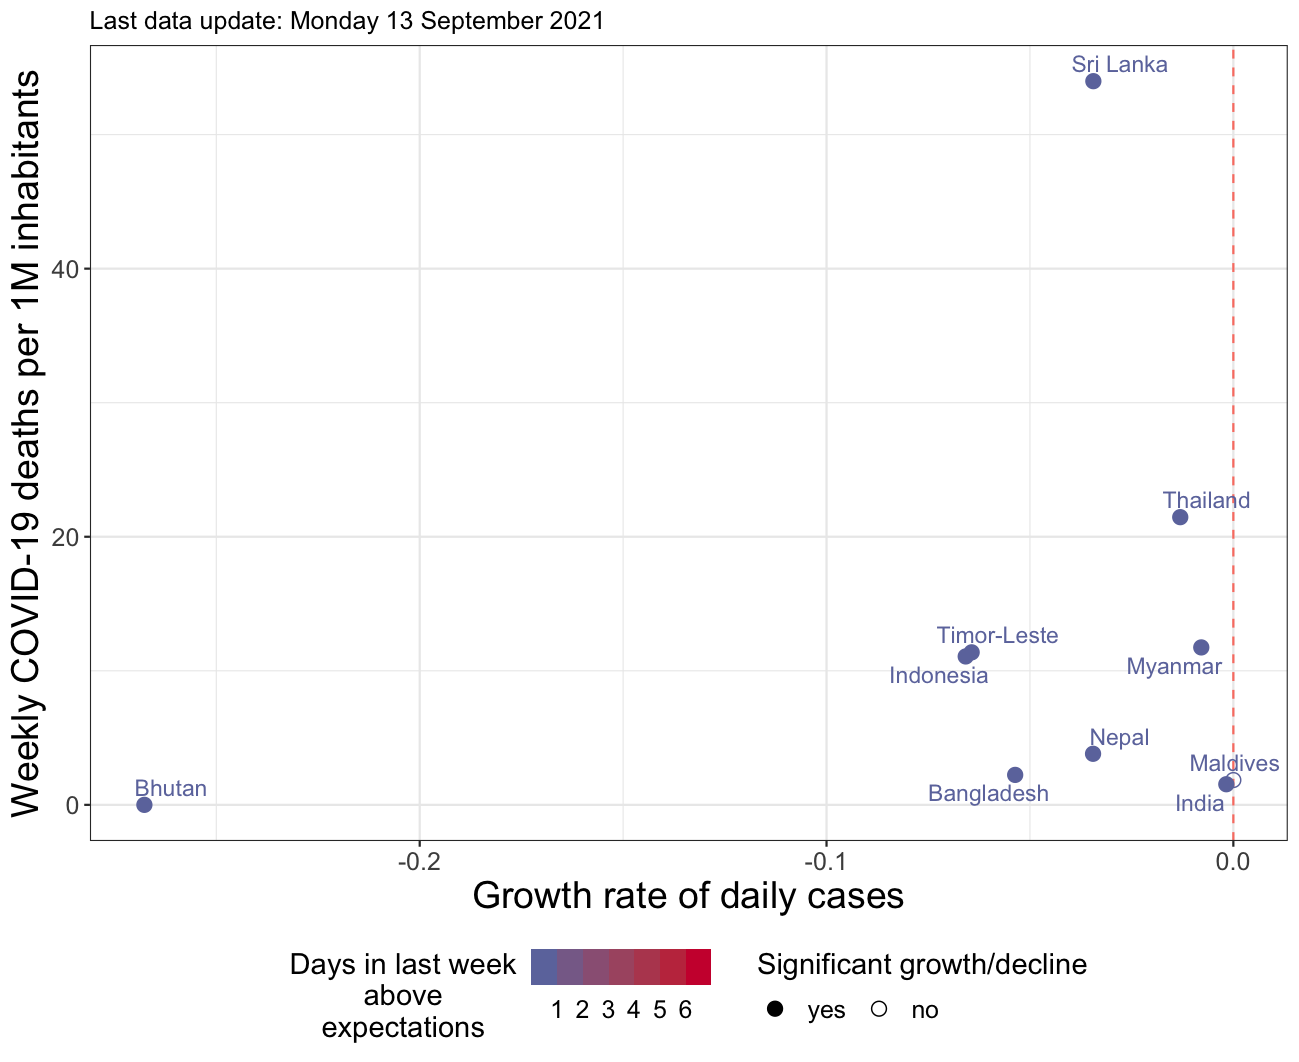 Last data update: Monday 13 September 2021
Weekly COVID-19 deaths per 1M inhabitants
40
20
0
Sri Lanka
Thailand
Timor-Leste
Indonesia
Myanmar
Nepal
Maldives
Bhutan
Bangladesh
India
-0.2
-0.1
0.0
Growth rate of daily cases
Days in last week
above
expectations
1 2 3 4 5 6
Significant growth/decline
yes no